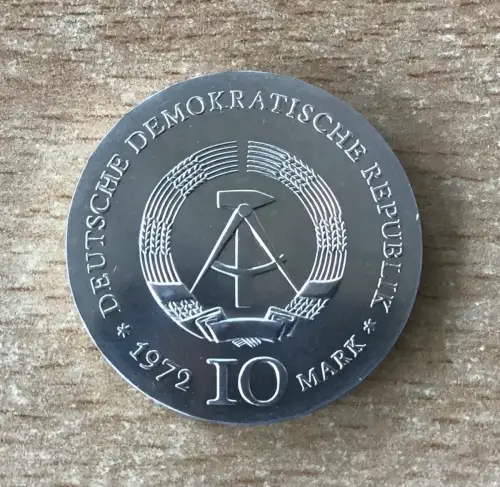 DEUTSCHE DEMOKRATISCHE REPUBLIK
* 1972 10 MARK *